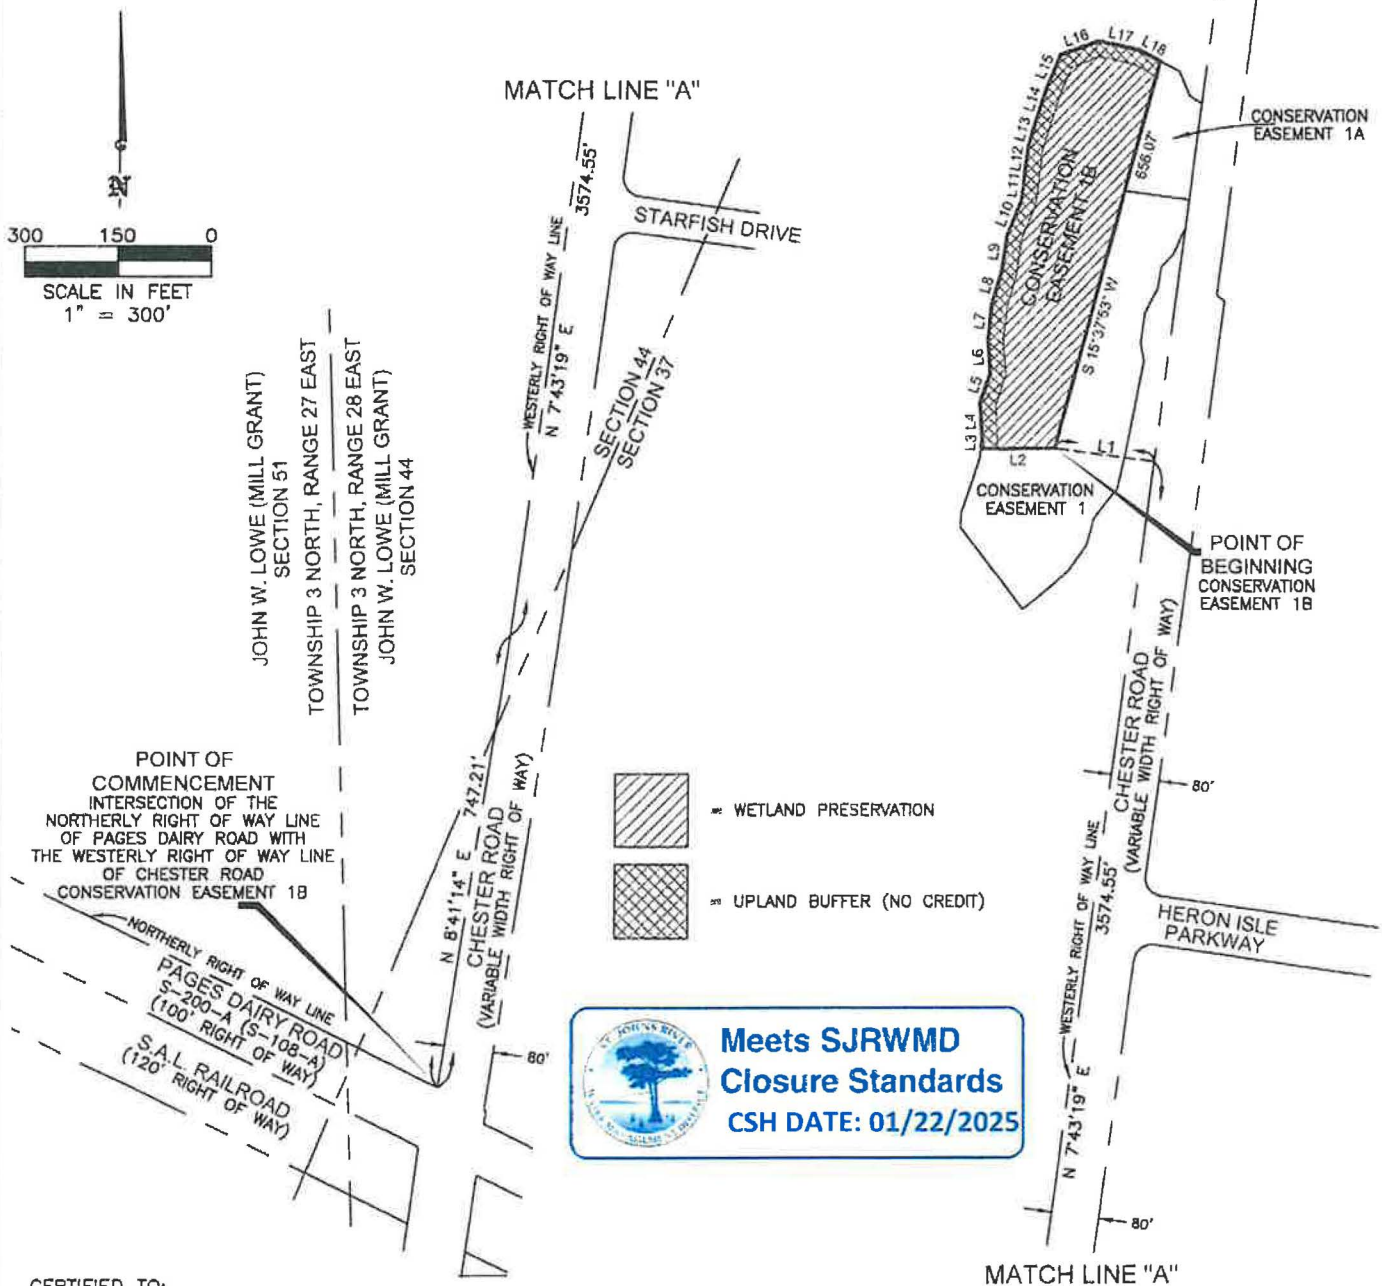 MATCH LINE "A"
N
300 150 0
SCALE IN FEET
1" = 300'
JOHN W. LOWE (MILL GRANT)
SECTION 51
TOWNSHIP 3 NORTH, RANGE 27 EAST
TOWNSHIP 3 NORTH, RANGE 28 EAST
JOHN W. LOWE (MILL GRANT)
SECTION 44
WESTERLY RIGHT OF WAY LINE
N 7°43'19" E
3574.55'
STARFISH DRIVE
SECTION 44
SECTION 37
POINT OF
COMMENCEMENT
INTERSECTION OF THE
NORTHERLY RIGHT OF WAY LINE
OF PAGES DAIRY ROAD WITH
THE WESTERLY RIGHT OF WAY LINE
OF CHESTER ROAD
CONSERVATION EASEMENT 1B
N 8°41'14" E 747.21'
CHESTER ROAD
(VARIABLE WIDTH RIGHT OF WAY)
80'
NORTHERLY RIGHT OF WAY LINE
PAGES DAIRY ROAD
S-200-A (S-108-A)
(100' RIGHT OF WAY)
S.A.L. RAILROAD
(120' RIGHT OF WAY)
= WETLAND PRESERVATION
= UPLAND BUFFER (NO CREDIT)
ST. JOHNS RIVER
WATER MANAGEMENT DISTRICT
Meets SJRWMD
Closure Standards
CSH DATE: 01/22/2025
L16
L17
L18
L15
L14
L13
L12
L11
L10
L9
L8
L7
L6
L5
L4
L3
L2
L1
CONSERVATION
EASEMENT 1B
656.07'
S 15°37'53" W
CONSERVATION
EASEMENT 1A
CONSERVATION
EASEMENT 1
POINT OF
BEGINNING
CONSERVATION
EASEMENT 1B
CHESTER ROAD
(VARIABLE WIDTH RIGHT OF WAY)
80'
WESTERLY RIGHT OF WAY LINE
N 7°43'19" E
3574.55'
HERON ISLE
PARKWAY
80'
MATCH LINE "A"
CERTIFIED TO: